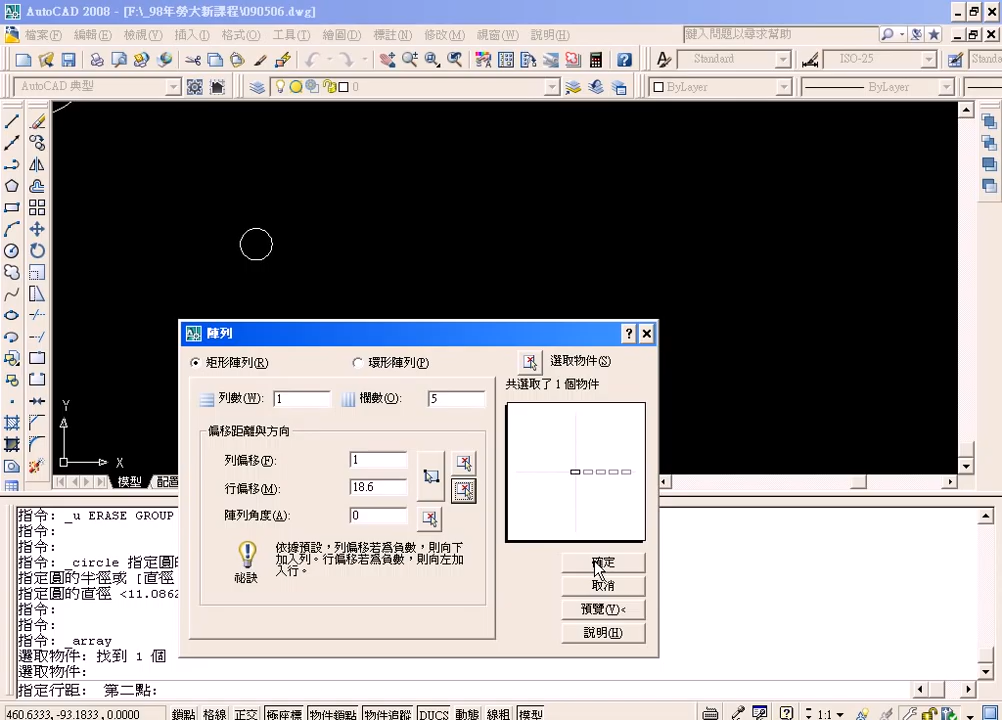 AutoCAD 2008 - [F:\_98年勞大新課程\090506.dwg]
檔案(F) 編輯(E) 檢視(V) 插入(I) 格式(O) 工具(T) 繪圖(D) 標註(N) 修改(M) 視窗(W) 說明(H) 鍵入問題以尋求幫助
Standard ISO-25 Standa
AutoCAD 典型 0 ByLayer ByLayer
Y
X
模型 配置
陣列
矩形陣列(R) 環形陣列(P) 選取物件(S)
共選取了 1 個物件
列數(W): 1 欄數(O): 5
偏移距離與方向
列偏移(F): 1
行偏移(M): 18.6
陣列角度(A): 0
依據預設，列偏移若為負數，則向下
加入列。行偏移若為負數，則向左加
入行。
祕訣
確定
取消
預覽(V)<
說明(H)
指令: _u ERASE GROUP
指令:
指令:
指令: _circle 指定圓的
指定圓的半徑或 [直徑
指定圓的直徑 <11.0862
指令:
指令:
指令: _array
選取物件: 找到 1 個
選取物件:
指定行距: 第二點:
460.6333, -93.1833, 0.0000 鎖點 格線 正交 極座標 物件鎖點 物件追蹤 DUCS 動態 線粗 模型 1:1